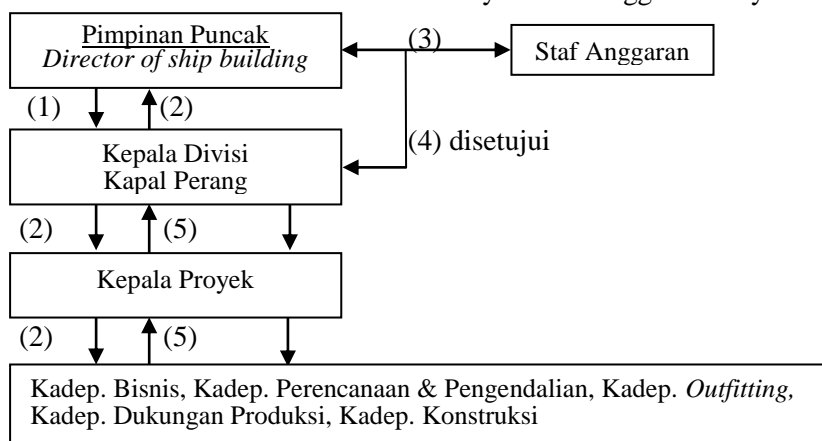 Pimpinan Puncak
Director of ship building
(3)
Staf Anggaran
(1)
(2)
(4) disetujui
Kepala Divisi
Kapal Perang
(2)
(5)
Kepala Proyek
(2)
(5)
Kadep. Bisnis, Kadep. Perencanaan & Pengendalian, Kadep. Outfitting,
Kadep. Dukungan Produksi, Kadep. Konstruksi